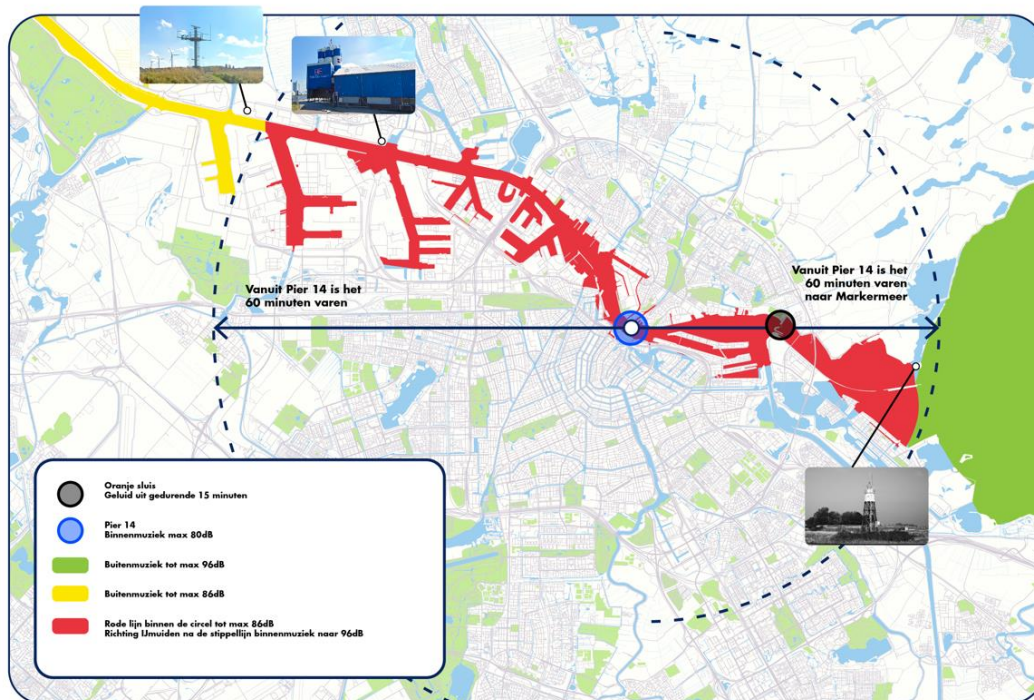 Vanuit Pier 14 is het
60 minuten varen
Vanuit Pier 14 is het
60 minuten varen
naar Markermeer
Oranje sluis
Geluid uit gedurende 15 minuten
Pier 14
Binnenmuziek max 80dB
Buitenmuziek tot max 96dB
Buitenmuziek tot max 86dB
Rode lijn binnen de circel tot max 86dB
Richting IJmuiden na de stippellijn binnenmuziek naar 96dB